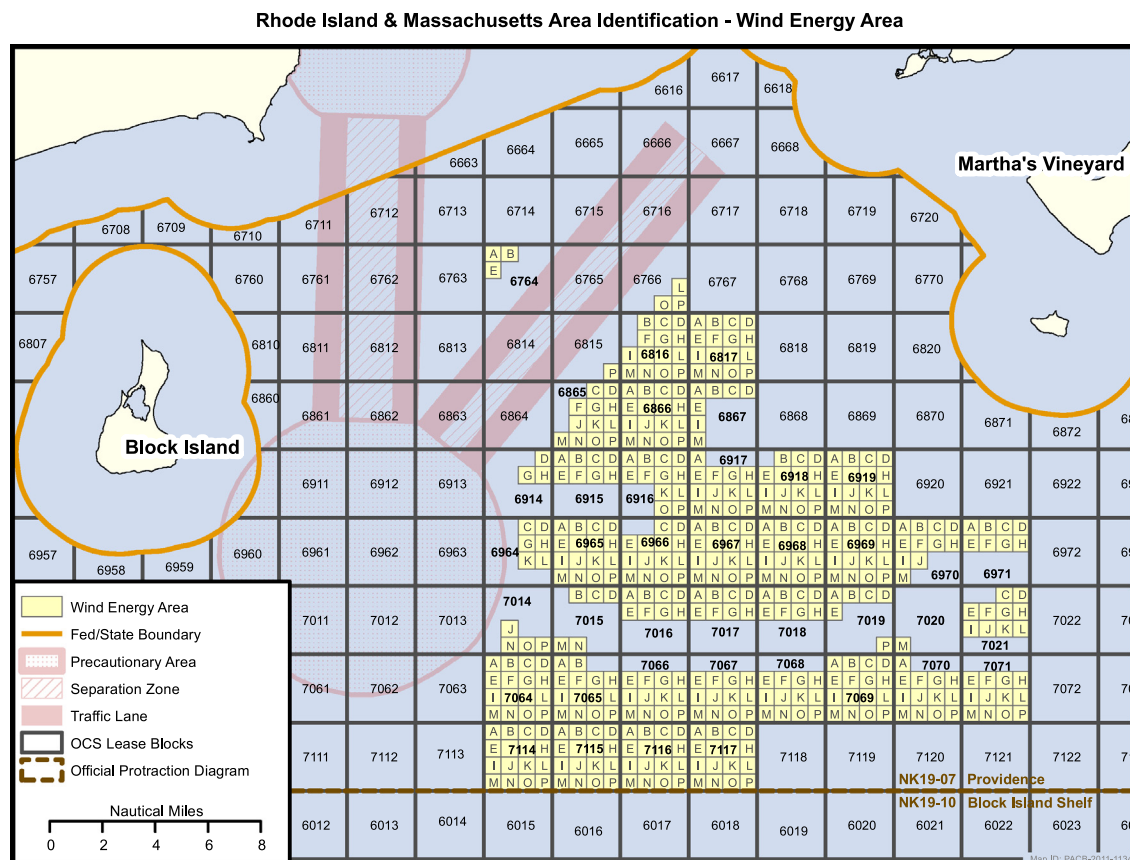 Rhode Island & Massachusetts Area Identification - Wind Energy Area
6616 6617 6618
6663 6664 6665 6666 6667 6668
Martha's Vineyard
6708 6709 6710 6711 6712 6713 6714 6715 6716 6717 6718 6719 6720
A B
E
6757 6760 6761 6762 6763 6764 6765 6766 6767 6768 6769 6770
L
O P
B C D A B C D
F G H E F G H
6807 6810 6811 6812 6813 6814 6815 6818 6819 6820
I 6816 L I 6817 L
P M N O P M N O P
6860 6865 C D A B C D A B C D
F G H E 6866 H E 6867
6861 6862 6863 6864 6868 6869 6870 6871 6872
J K L I J K L I
M N O P M N O P M
Block Island
D A B C D A B C D A 6917 B C D A B C D
G H E F G H E F G H E F G H E 6918 H E 6919 H
6911 6912 6913 6920 6921 6922
6914 6915 6916 K L I J K L I J K L I J K L
O P M N O P M N O P M N O P
C D A B C D C D A B C D A B C D A B C D A B C D A B C D
G H E 6965 H E 6966 H E 6967 H E 6968 H E 6969 H E F G H E F G H
6957 6960 6961 6962 6963 6964 6972
K L I J K L I J K L I J K L I J K L I J K L I J
M N O P M N O P M N O P M N O P M N O P M 6970 6971
6958 6959
7014 B C D A B C D A B C D A B C D A B C D C D
E F G H E F G H E F G H E E F G H
7011 7012 7013 7015 7019 7020 7022
J 7016 7017 7018 I J K L
N O P M N P M 7021
A B C D A B 7066 7067 7068 A B C D A 7070 7071
E F G H E F G H E F G H E F G H E F G H E F G H E F G H E F G H
7061 7062 7063 7072
I 7064 L I 7065 L I J K L I J K L I J K L I 7069 L I J K L I J K L
M N O P M N O P M N O P M N O P M N O P M N O P M N O P M N O P
A B C D A B C D A B C D A B C D
E 7114 H E 7115 H E 7116 H E 7117 H
7111 7112 7113 7118 7119 7120 7121 7122
I J K L I J K L I J K L I J K L
M N O P M N O P M N O P M N O P
NK19-07 Providence
NK19-10 Block Island Shelf
6012 6013 6014 6015 6016 6017 6018 6019 6020 6021 6022 6023
Wind Energy Area
Fed/State Boundary
Precautionary Area
Separation Zone
Traffic Lane
OCS Lease Blocks
Official Protraction Diagram
Nautical Miles
0 2 4 6 8